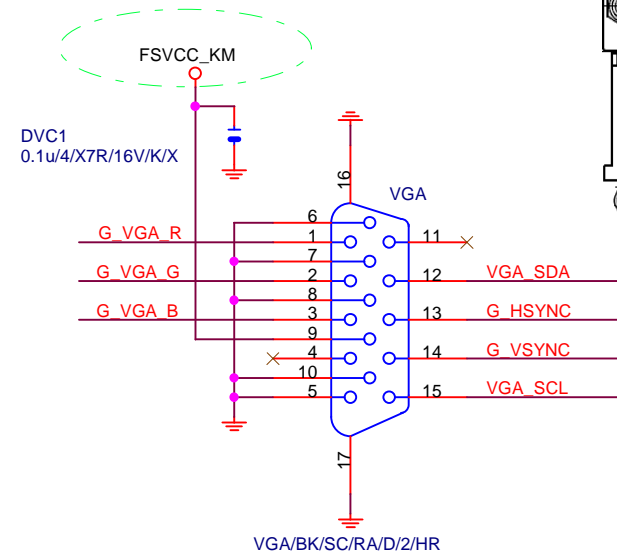 FSVCC_KM
DVC1
0.1u/4/X7R/16V/K/X
16
VGA
6
G_VGA_R
1
11
7
G_VGA_G
2
12
VGA_SDA
8
G_VGA_B
3
13
G_HSYNC
9
4
14
G_VSYNC
10
5
15
VGA_SCL
17
VGA/BK/SC/RA/D/2/HR